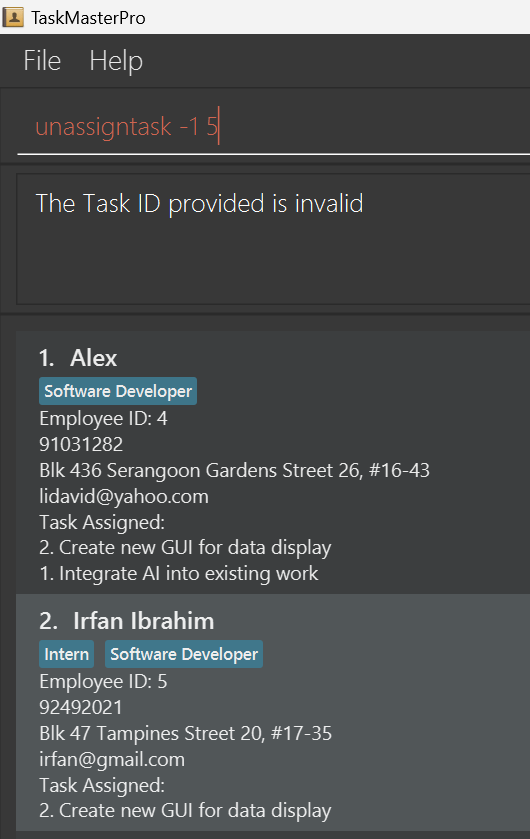 TaskMasterPro
File Help
unassigntask -1 5
The Task ID provided is invalid
1. Alex
Software Developer
Employee ID: 4
91031282
Blk 436 Serangoon Gardens Street 26, #16-43
lidavid@yahoo.com
Task Assigned:
2. Create new GUI for data display
1. Integrate AI into existing work
2. Irfan Ibrahim
Intern Software Developer
Employee ID: 5
92492021
Blk 47 Tampines Street 20, #17-35
irfan@gmail.com
Task Assigned:
2. Create new GUI for data display